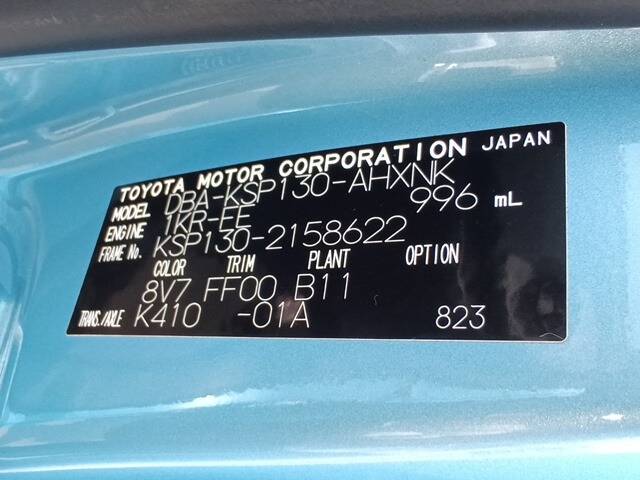 TOYOTA MOTOR CORPORATION JAPAN
MODEL DBA-KSP130-AHXNK
ENGINE 1KR-FE 996 mL
FRAME No. KSP130-2158622
COLOR TRIM PLANT OPTION
8V7 FF00 B11
TRANS./AXLE K410 -01A 823